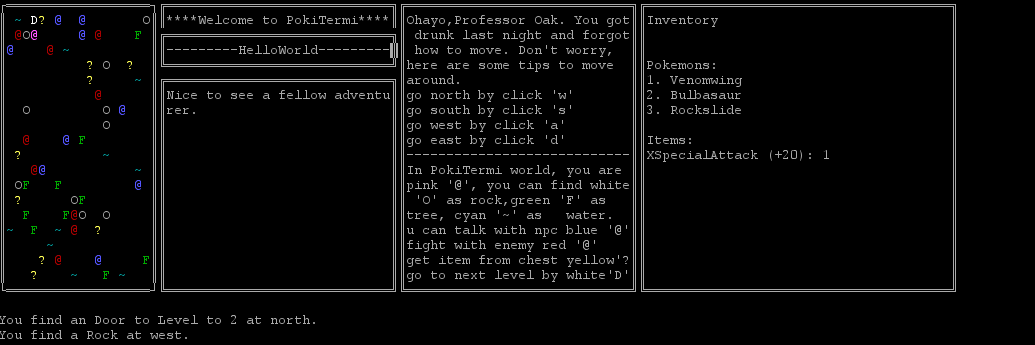 ~ D? @ @ O
@O@ @ @ F
@ @ ~
? O ?
? ~
@
O O @
O
@ @ F
? ~
@@ ~
OF F @
? OF
F F@O O
~ F ~ @ ?
~
? @ @ F
? ~ F ~
****Welcome to PokiTermi****
---------HelloWorld---------
Nice to see a fellow adventu
rer.
Ohayo,Professor Oak. You got
drunk last night and forgot
how to move. Don't worry,
here are some tips to move
around.
go north by click 'w'
go south by click 's'
go west by click 'a'
go east by click 'd'
----------------------------
In PokiTermi world, you are
pink '@', you can find white
'O' as rock,green 'F' as
tree, cyan '~' as   water.
u can talk with npc blue '@'
fight with enemy red '@'
get item from chest yellow'?
go to next level by white'D'
Inventory
Pokemons:
1. Venomwing
2. Bulbasaur
3. Rockslide
Items:
XSpecialAttack (+20): 1
You find an Door to Level to 2 at north.
You find a Rock at west.